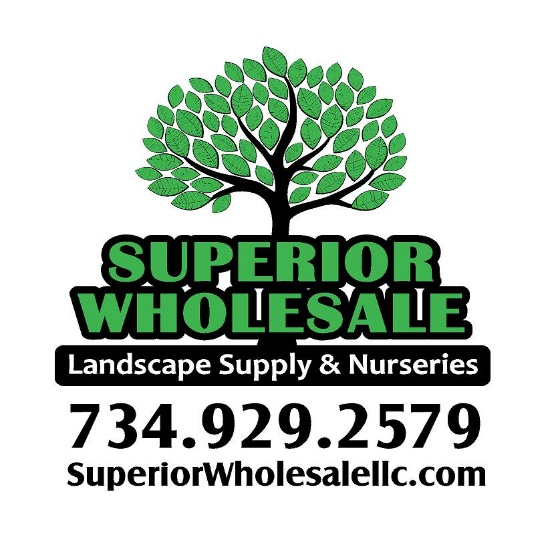 SUPERIOR
WHOLESALE
Landscape Supply & Nurseries
734.929.2579
SuperiorWholesalellc.com